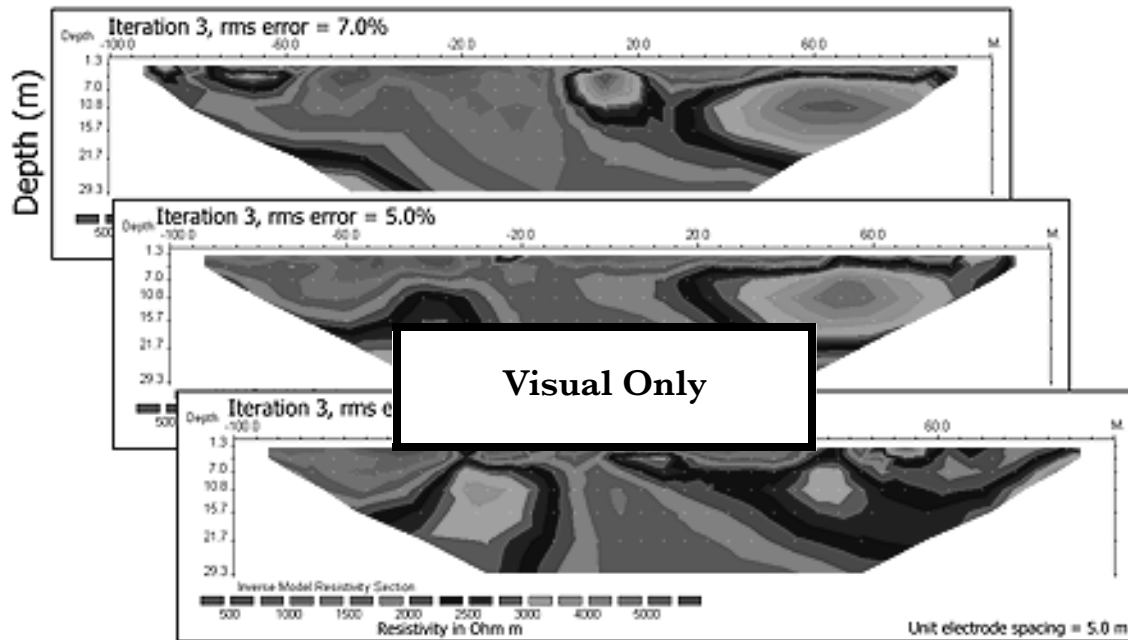 Iteration 3, rms error = 7.0%
Depth -100.0 -60.0 -20.0 20.0 60.0 M.
1.3
7.0
10.8
15.7
21.7
29.3
Depth (m)
500
Iteration 3, rms error = 5.0%
Depth -100.0 -60.0 -20.0 20.0 60.0 M.
1.3
7.0
10.8
15.7
21.7
29.3
500
Visual Only
Iteration 3, rms e
Depth -100.0 60.0 M.
1.3
7.0
10.8
15.7
21.7
29.3
Inverse Model Resistivity Section
500 1000 1500 2000 2500 3000 4000 5000
Resistivity in Ohm m Unit electrode spacing = 5.0 m